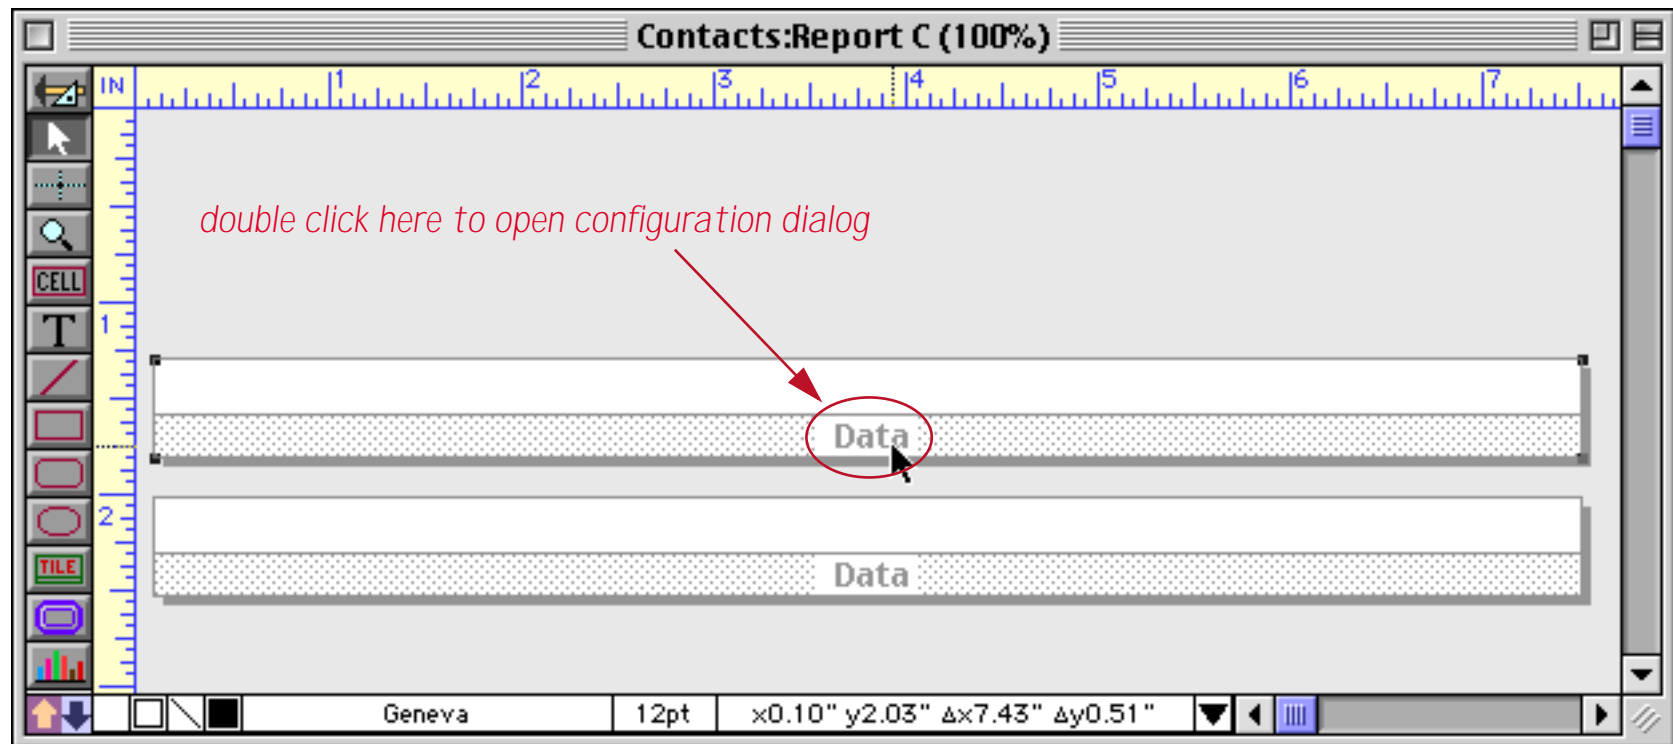 Contacts:Report C (100%)
IN 1 2 3 4 5 6 7
double click here to open configuration dialog
CELL
T
1
Data
2
TILE
Data
Geneva 12pt x0.10" y2.03" Δx7.43" Δy0.51"